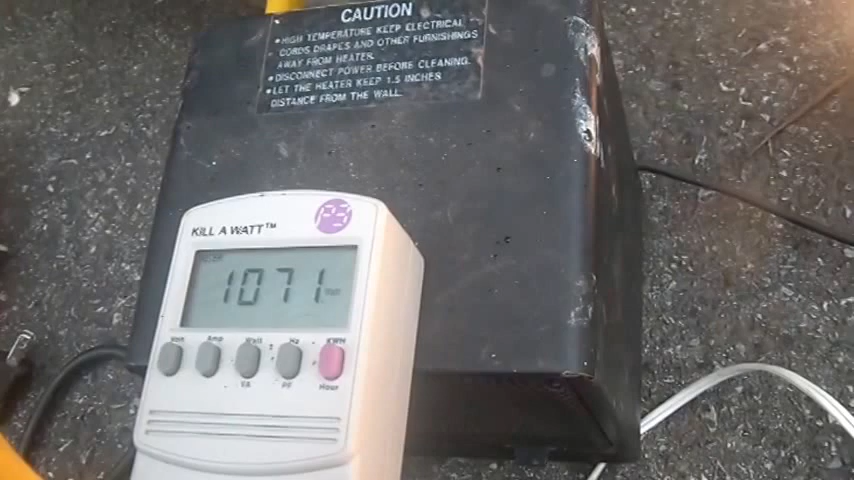 CAUTION
•HIGH TEMPERATURE KEEP ELECTRICAL
CORDS DRAPES AND OTHER FURNISHINGS
AWAY FROM HEATER.
•DISCONNECT POWER BEFORE CLEANING.
•LET THE HEATER KEEP 1.5 INCHES
DISTANCE FROM THE WALL.
KILL A WATT™
P3
1071
Volt Amp Watt Hz KWH
VA PF Hour